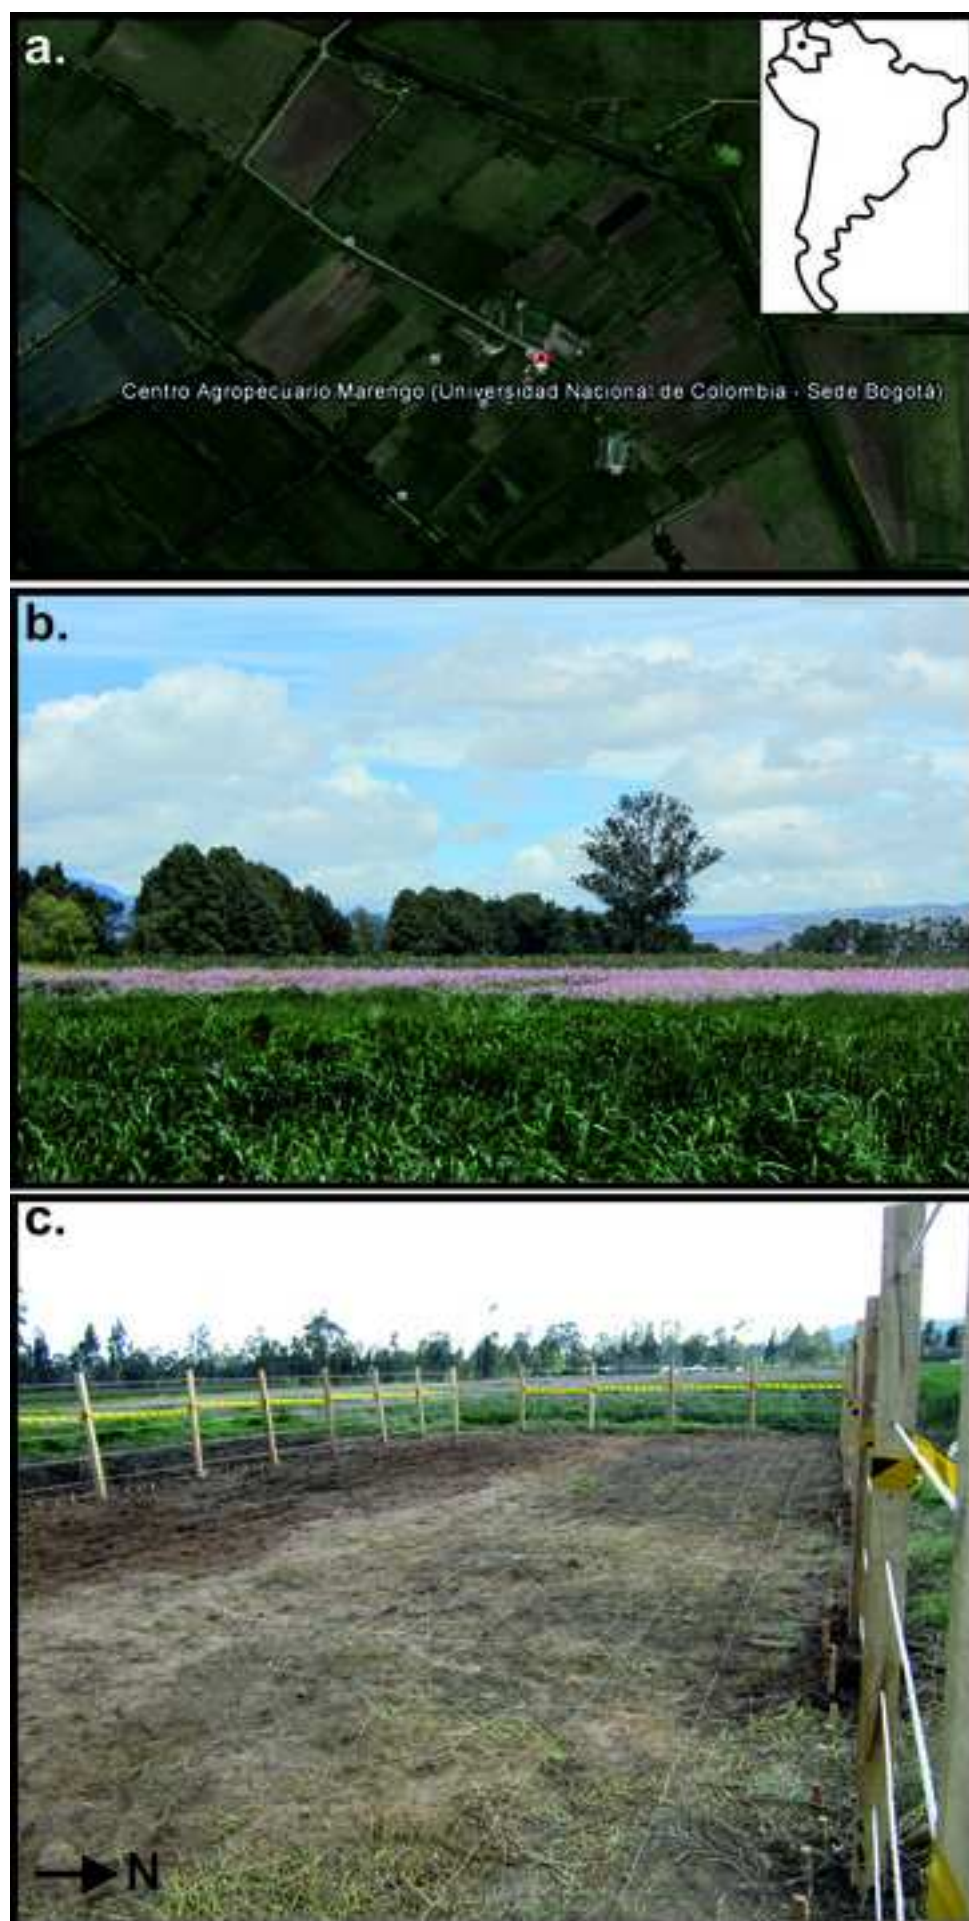 a.
Centro Agropecuario Marengo (Universidad Nacional de Colombia - Sede Bogotá)
b.
c.
N